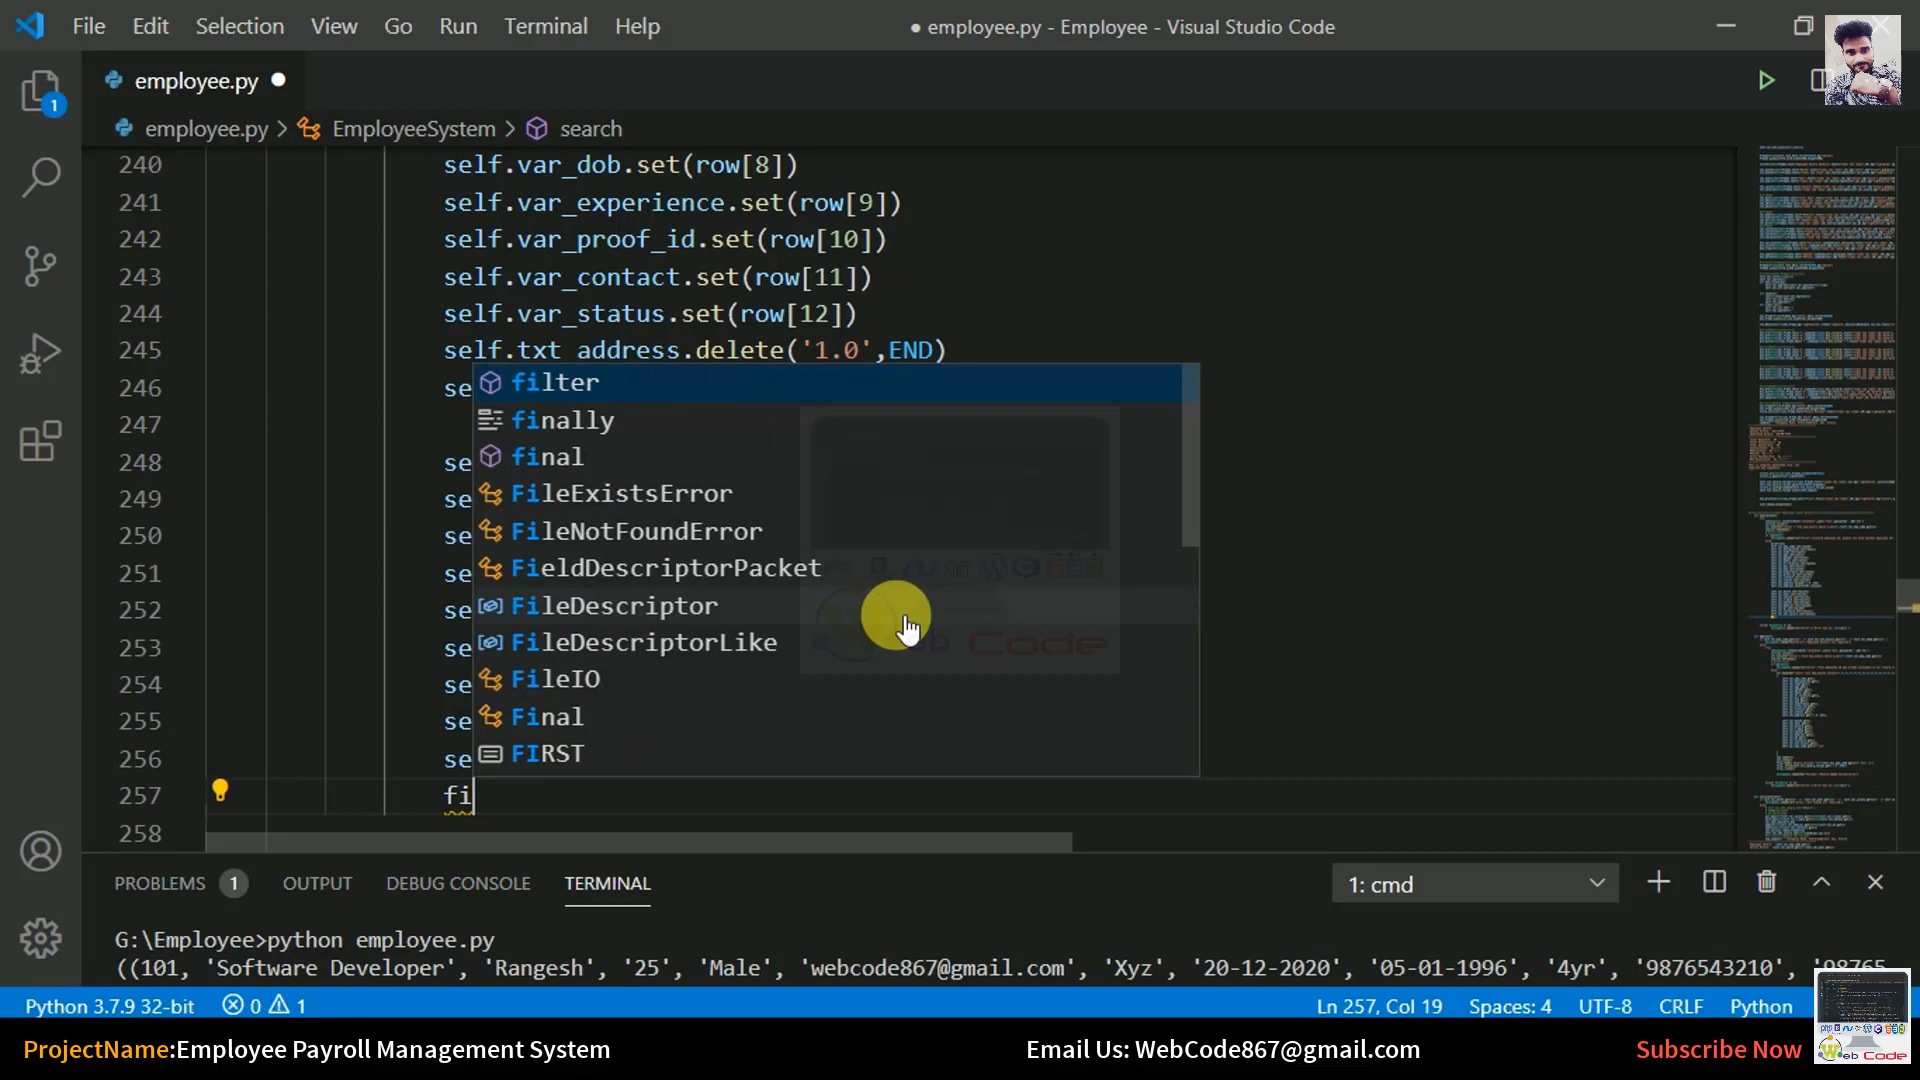 File Edit Selection View Go Run Terminal Help
● employee.py - Employee - Visual Studio Code
employee.py
1
employee.py > EmployeeSystem > search
240 self.var_dob.set(row[8])
241 self.var_experience.set(row[9])
242 self.var_proof_id.set(row[10])
243 self.var_contact.set(row[11])
244 self.var_status.set(row[12])
245 self.txt_address.delete('1.0',END)
246 se
247
248 se
249 se
250 se
251 se
252 se
253 se
254 se
255 se
256 se
257 fi
258
filter
finally
final
FileExistsError
FileNotFoundError
FieldDescriptorPacket
FileDescriptor
FileDescriptorLike
FileIO
Final
FIRST
PROBLEMS 1 OUTPUT DEBUG CONSOLE TERMINAL 1: cmd
G:\Employee>python employee.py
((101, 'Software Developer', 'Rangesh', '25', 'Male', 'webcode867@gmail.com', 'Xyz', '20-12-2020', '05-01-1996', '4yr', '9876543210', '98765
Python 3.7.9 32-bit 0 1 Ln 257, Col 19 Spaces: 4 UTF-8 CRLF Python
ProjectName:Employee Payroll Management System Email Us: WebCode867@gmail.com Subscribe Now
Web Code